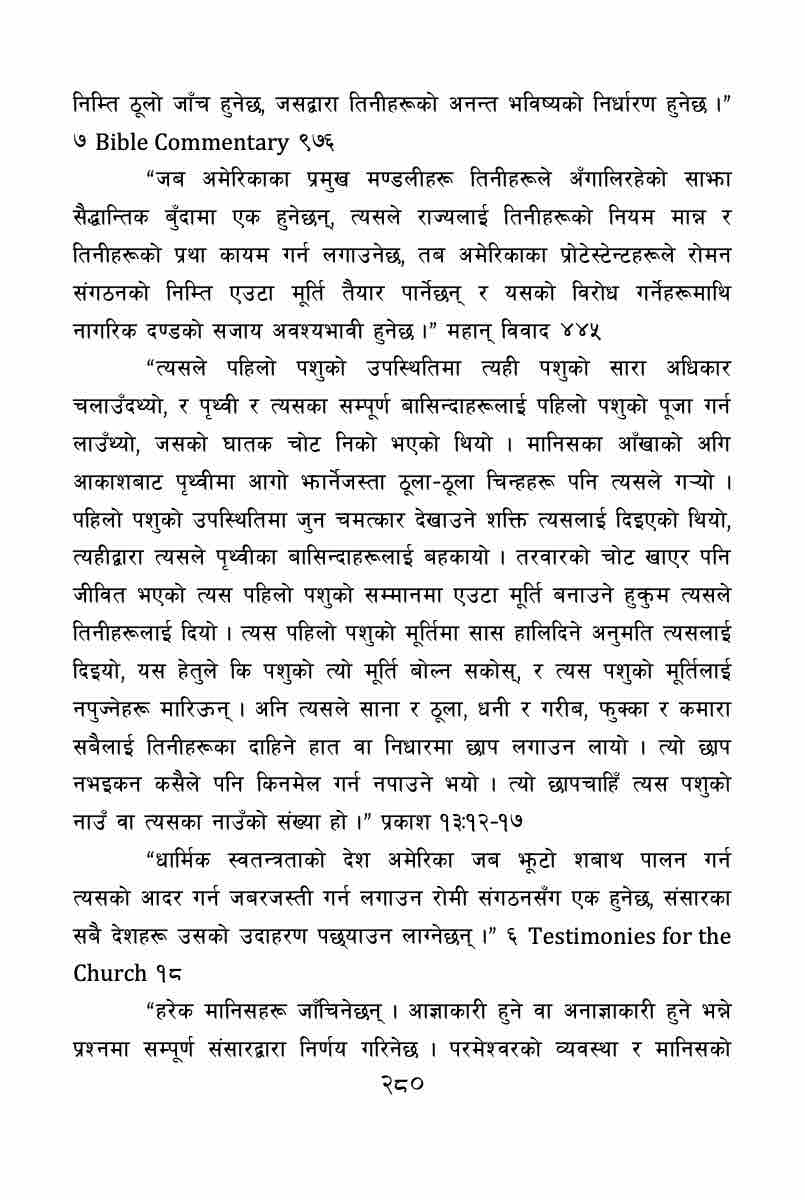 निम्ति ठूलो जाँच हुनेछ, जसद्वारा तिनीहरूको अनन्त भविष्यको निर्धारण हुनेछ ।”
७ Bible Commentary ९७६
“जब अमेरिकाका प्रमुख मण्डलीहरू तिनीहरूले अँगालिरहेको साझा
सैद्धान्तिक बुँदामा एक हुनेछन्, त्यसले राज्यलाई तिनीहरूको नियम मान्न र
तिनीहरूको प्रथा कायम गर्न लगाउनेछ, तब अमेरिकाका प्रोटेस्टेन्टहरूले रोमन
संगठनको निम्ति एउटा मूर्ति तैयार पार्नेछन् र यसको विरोध गर्नेहरूमाथि
नागरिक दण्डको सजाय अवश्यभावी हुनेछ ।” महान् विवाद ४४५
“त्यसले पहिलो पशुको उपस्थितिमा त्यही पशुको सारा अधिकार
चलाउँदथ्यो, र पृथ्वी र त्यसका सम्पूर्ण बासिन्दाहरूलाई पहिलो पशुको पूजा गर्न
लाउँथ्यो, जसको घातक चोट निको भएको थियो । मानिसका आँखाको अगि
आकाशबाट पृथ्वीमा आगो झार्नेजस्ता ठूला-ठूला चिन्हहरू पनि त्यसले गऱ्यो ।
पहिलो पशुको उपस्थितिमा जुन चमत्कार देखाउने शक्ति त्यसलाई दिइएको थियो,
त्यहीद्वारा त्यसले पृथ्वीका बासिन्दाहरूलाई बहकायो । तरवारको चोट खाएर पनि
जीवित भएको त्यस पहिलो पशुको सम्मानमा एउटा मूर्ति बनाउने हुकुम त्यसले
तिनीहरूलाई दियो । त्यस पहिलो पशुको मूर्तिमा सास हालिदिने अनुमति त्यसलाई
दिइयो, यस हेतुले कि पशुको त्यो मूर्ति बोल्न सकोस्, र त्यस पशुको मूर्तिलाई
नपुज्नेहरू मारिऊन् । अनि त्यसले साना र ठूला, धनी र गरीब, फुक्का र कमारा
सबैलाई तिनीहरूका दाहिने हात वा निधारमा छाप लगाउन लायो । त्यो छाप
नभइकन कसैले पनि किनमेल गर्न नपाउने भयो । त्यो छापचाहिँ त्यस पशुको
नाउँ वा त्यसका नाउँको संख्या हो ।” प्रकाश १३:१२-१७
“धार्मिक स्वतन्त्रताको देश अमेरिका जब झूटो शबाथ पालन गर्न
त्यसको आदर गर्न जबरजस्ती गर्न लगाउन रोमी संगठनसँग एक हुनेछ, संसारका
सबै देशहरू उसको उदाहरण पछ्याउन लाग्नेछन् ।” ६ Testimonies for the
Church १८
“हरेक मानिसहरू जाँचिनेछन् । आज्ञाकारी हुने वा अनाज्ञाकारी हुने भन्ने
प्रश्नमा सम्पूर्ण संसारद्वारा निर्णय गरिनेछ । परमेश्वरको व्यवस्था र मानिसको
२८०